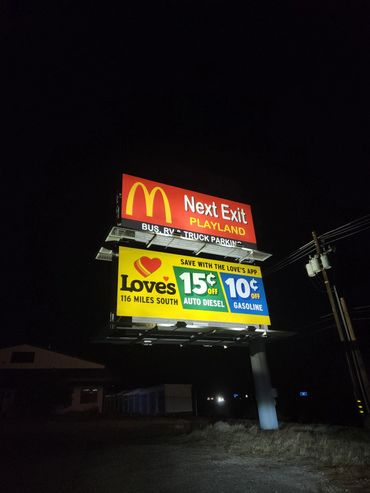 Next Exit
PLAYLAND
BUS, RV & TRUCK PARKING
SAVE WITH THE LOVE'S APP
Love's
116 MILES SOUTH
15¢ OFF
AUTO DIESEL
10¢ OFF
GASOLINE